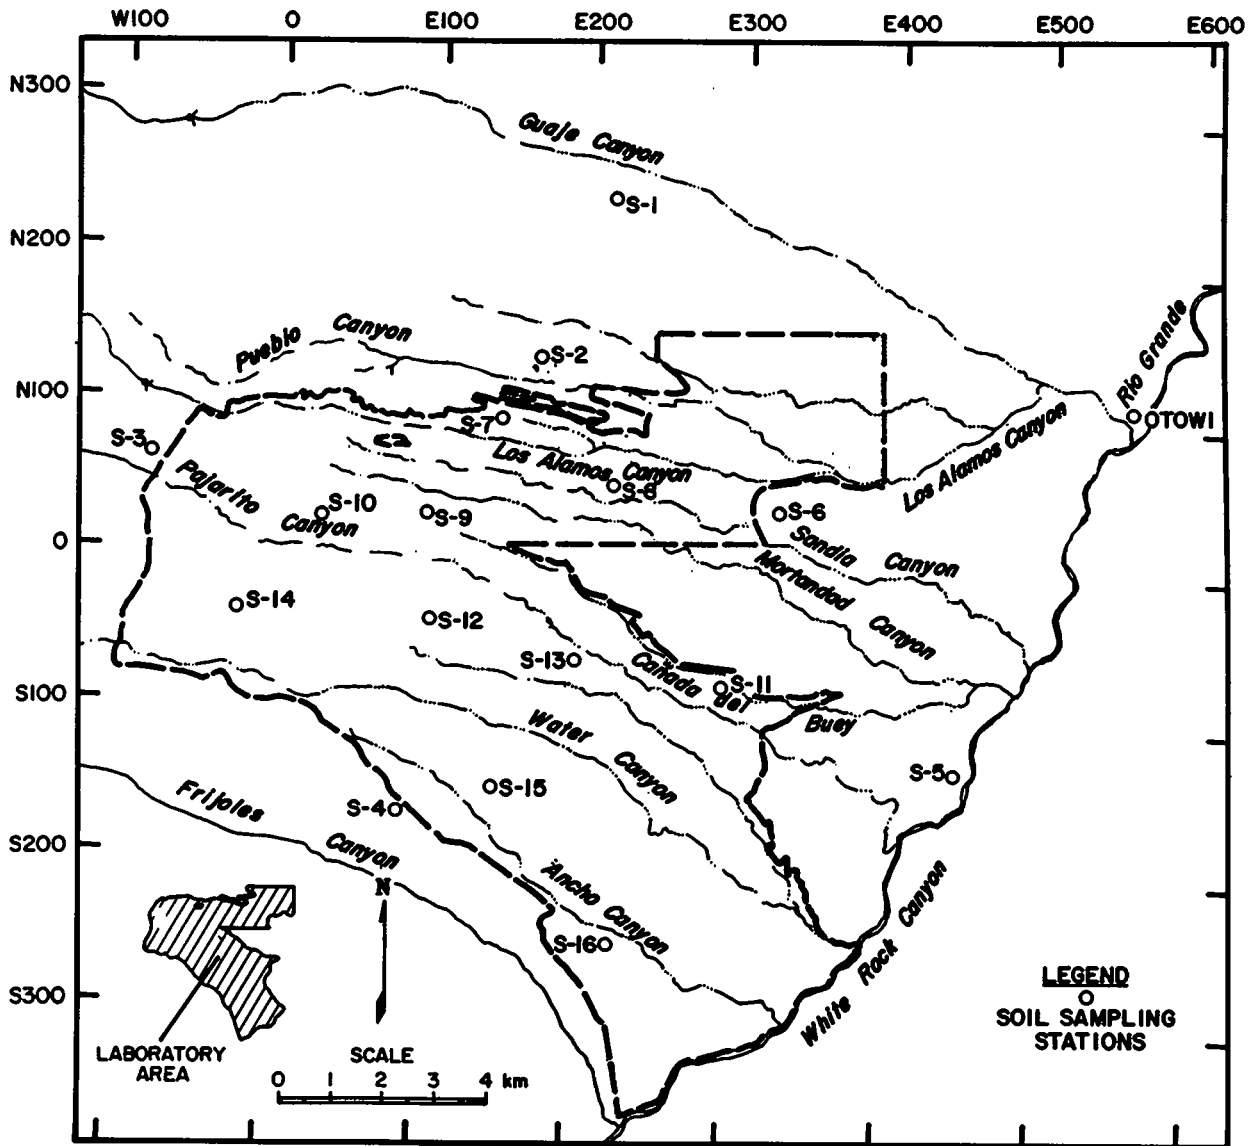 W100 0 E100 E200 E300 E400 E500 E600
N300
Guaje Canyon
S-1
N200
Rio Grande
Pueblo Canyon
S-2
N100
S-7
TOWI
S-3
Los Alamos Canyon
Los Alamos Canyon
Pajarito Canyon
S-8
S-10
S-9
S-6
0
Sandia Canyon
Mortandad Canyon
S-14
S-12
S-13
Cañada del Buey
S-11
S100
Water Canyon
S-5
S-15
Frijoles Canyon
S-4
S200
Ancho Canyon
N
S-16
White Rock Canyon
S300
LEGEND
SOIL SAMPLING
STATIONS
LABORATORY
AREA
SCALE
0 1 2 3 4 km